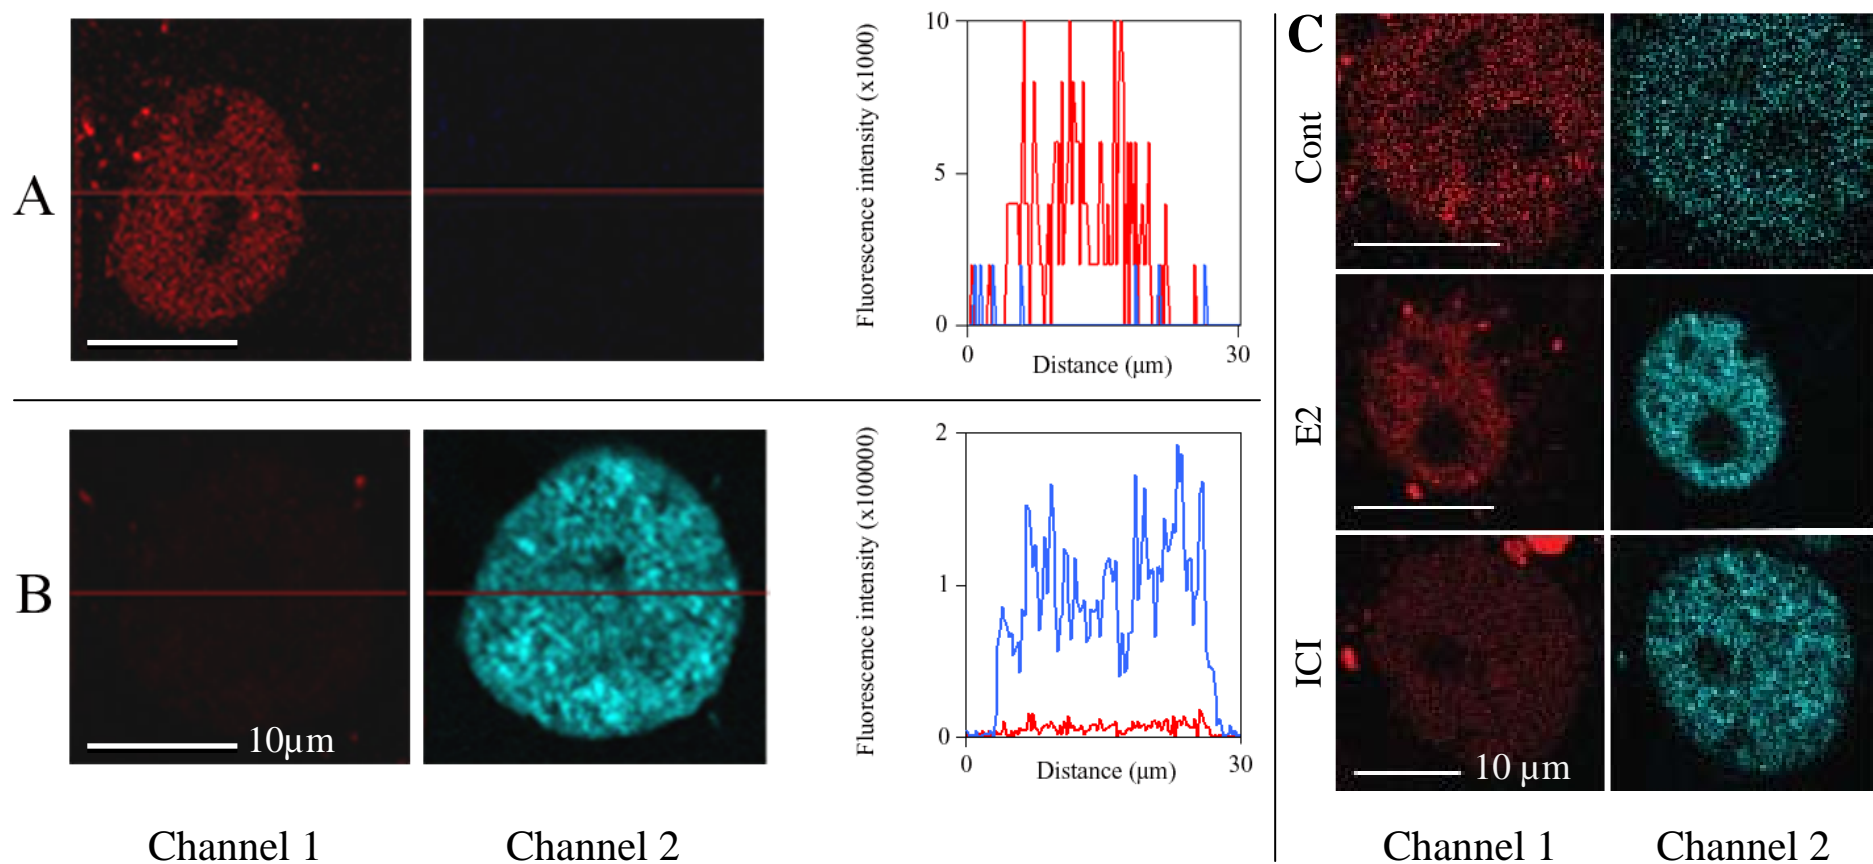 A
Fluorescence intensity (x1000)
10
5
0
0
30
Distance (µm)
B
10µm
Fluorescence intensity (x100000)
2
1
0
0
30
Distance (µm)
Channel 1
Channel 2
C
Cont
E2
ICI
10 µm
Channel 1
Channel 2